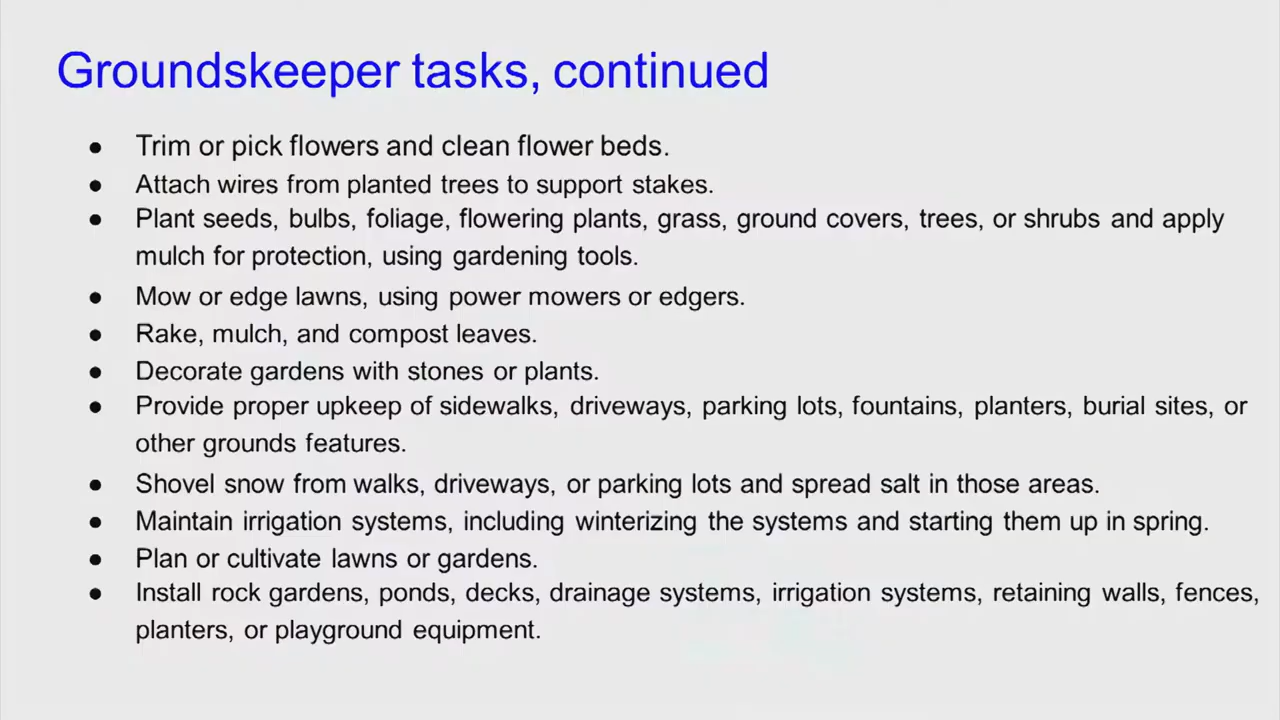 Groundskeeper tasks, continued
● Trim or pick flowers and clean flower beds.
● Attach wires from planted trees to support stakes.
● Plant seeds, bulbs, foliage, flowering plants, grass, ground covers, trees, or shrubs and apply
mulch for protection, using gardening tools.
● Mow or edge lawns, using power mowers or edgers.
● Rake, mulch, and compost leaves.
● Decorate gardens with stones or plants.
● Provide proper upkeep of sidewalks, driveways, parking lots, fountains, planters, burial sites, or
other grounds features.
● Shovel snow from walks, driveways, or parking lots and spread salt in those areas.
● Maintain irrigation systems, including winterizing the systems and starting them up in spring.
● Plan or cultivate lawns or gardens.
● Install rock gardens, ponds, decks, drainage systems, irrigation systems, retaining walls, fences,
planters, or playground equipment.